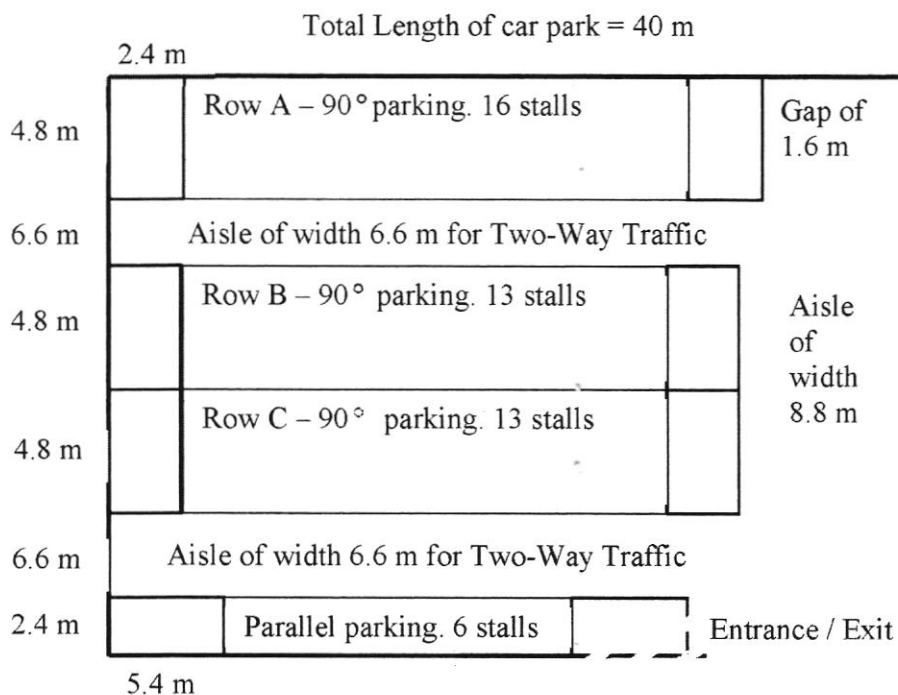 Total Length of car park = 40 m
2.4 m
4.8 m
Row A – 90° parking. 16 stalls
Gap of
1.6 m
6.6 m
Aisle of width 6.6 m for Two-Way Traffic
4.8 m
Row B – 90° parking. 13 stalls
Aisle
of
width
8.8 m
4.8 m
Row C – 90° parking. 13 stalls
6.6 m
Aisle of width 6.6 m for Two-Way Traffic
2.4 m
Parallel parking. 6 stalls
Entrance / Exit
5.4 m